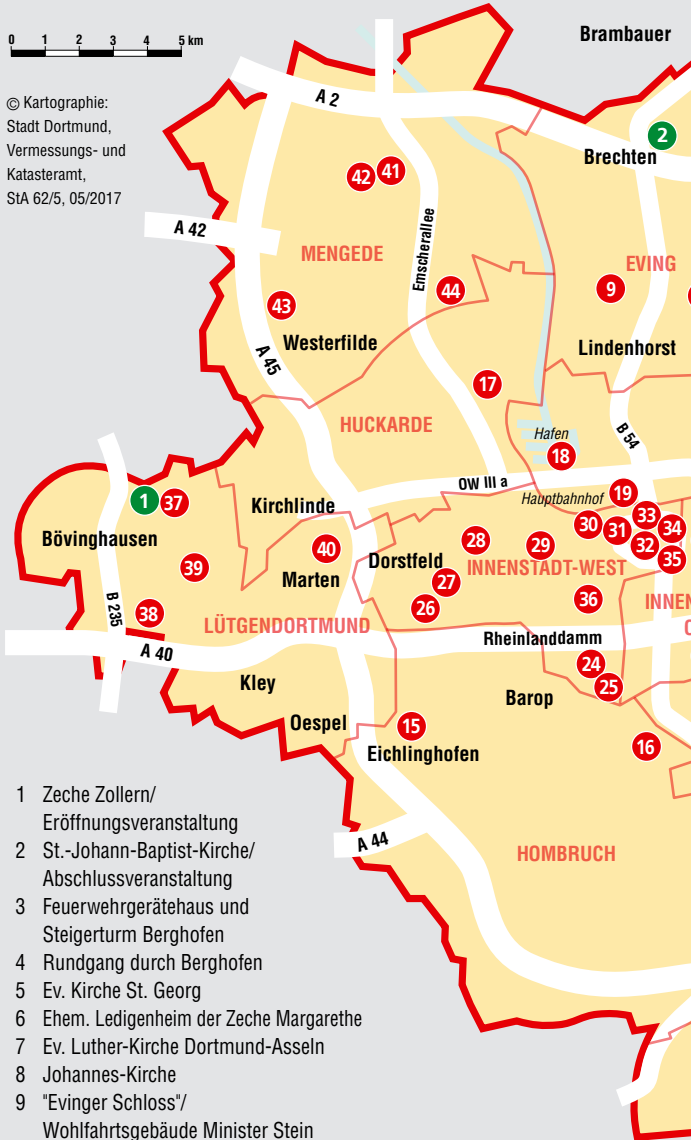 0 1 2 3 4 5 km
Brambauer
© Kartographie:
Stadt Dortmund,
Vermessungs- und
Katasteramt,
StA 62/5, 05/2017
A 2
2
Brechten
42
41
A 42
MENGEDE
Emscherallee
EVING
44
9
43
Westerfilde
A 45
Lindenhorst
17
HUCKARDE
B 54
Hafen
18
OW III a
1
37
Kirchlinde
Hauptbahnhof
19
33
30
31
34
Bövinghausen
40
Dorstfeld
28
29
32
35
39
Marten
27
INNENSTADT-WEST
B 235
38
26
36
INNEN
LÜTGENDORTMUND
Rheinlanddamm
A 40
24
Kley
Barop
25
Oespel
15
16
Eichlinghofen
A 44
HOMBRUCH
1 Zeche Zollern/
Eröffnungsveranstaltung
2 St.-Johann-Baptist-Kirche/
Abschlussveranstaltung
3 Feuerwehrgerätehaus und
Steigerturm Berghofen
4 Rundgang durch Berghofen
5 Ev. Kirche St. Georg
6 Ehem. Ledigenheim der Zeche Margarethe
7 Ev. Luther-Kirche Dortmund-Asseln
8 Johannes-Kirche
9 "Evinger Schloss"/
Wohlfahrtsgebäude Minister Stein